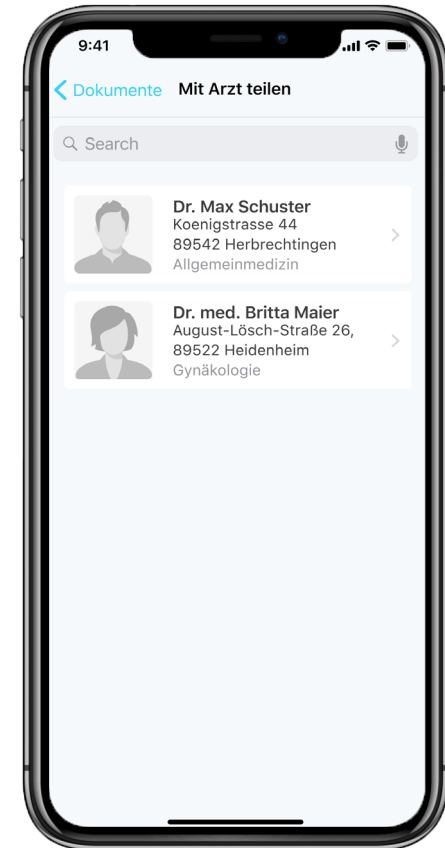 9:41
Dokumente Mit Arzt teilen
Search
Dr. Max Schuster
Koenigstrasse 44
89542 Herbrechtingen
Allgemeinmedizin
Dr. med. Britta Maier
August-Lösch-Straße 26,
89522 Heidenheim
Gynäkologie